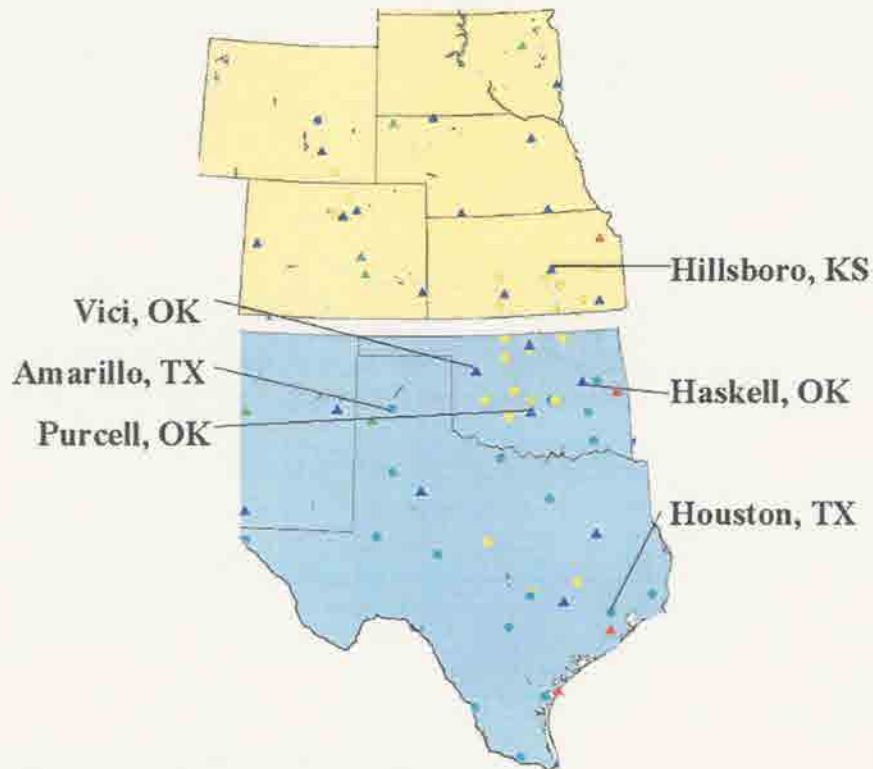 Hillsboro, KS
Vici, OK
Amarillo, TX
Haskell, OK
Purcell, OK
Houston, TX